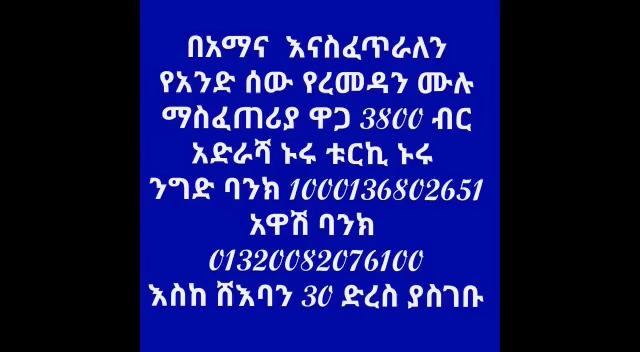 በአማና እናስፈጥራለን
የአንድ ሰው የረመዳን ሙሉ
ማስፈጠሪያ ዋጋ 3800 ብር
አድራሻ ኑሩ ቱርኪ ኑሩ
ንግድ ባንክ 1000136802651
አዋሽ ባንክ
01320082076100
እስከ ሸእባን 30 ድረስ ያስገቡ